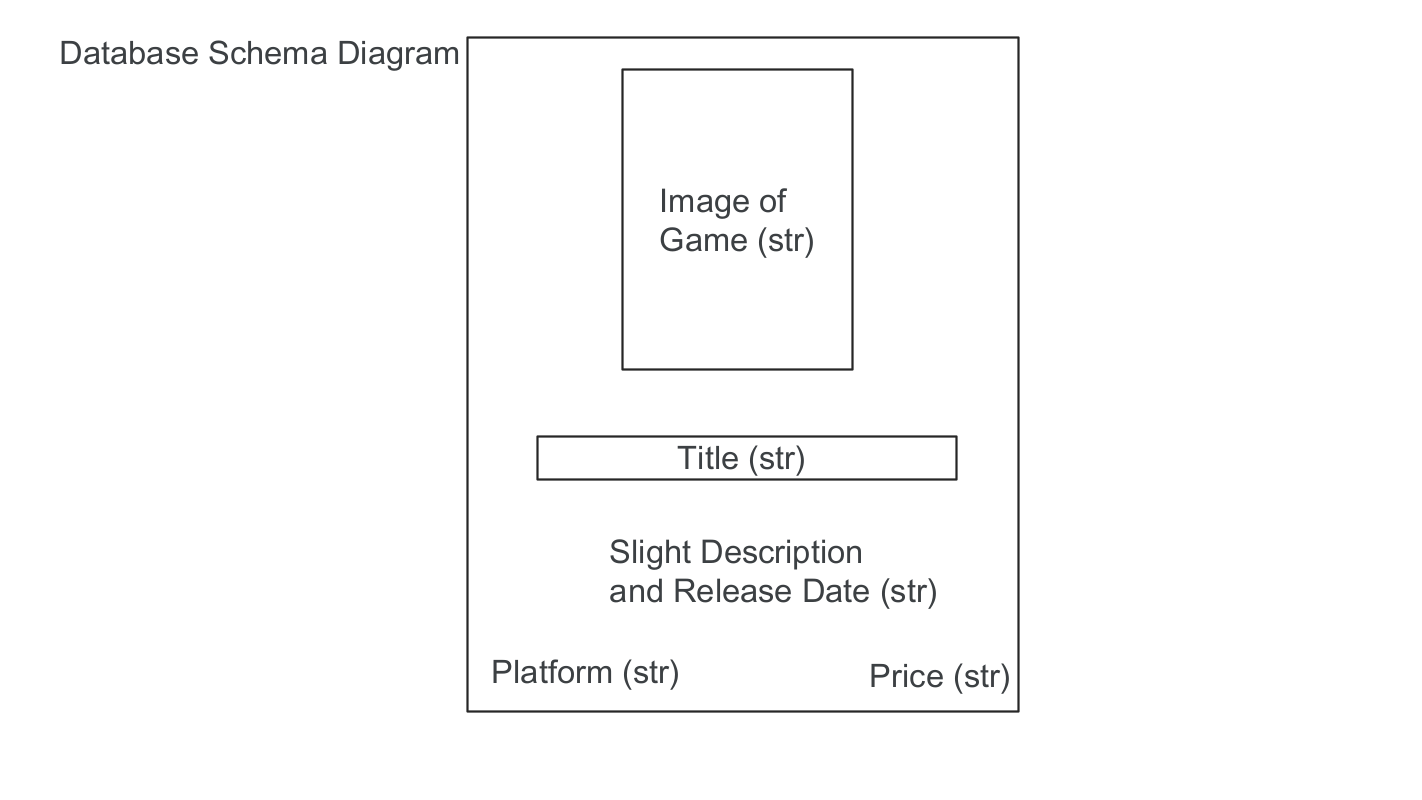 Database Schema Diagram
Image of
Game (str)
Title (str)
Slight Description
and Release Date (str)
Platform (str)
Price (str)